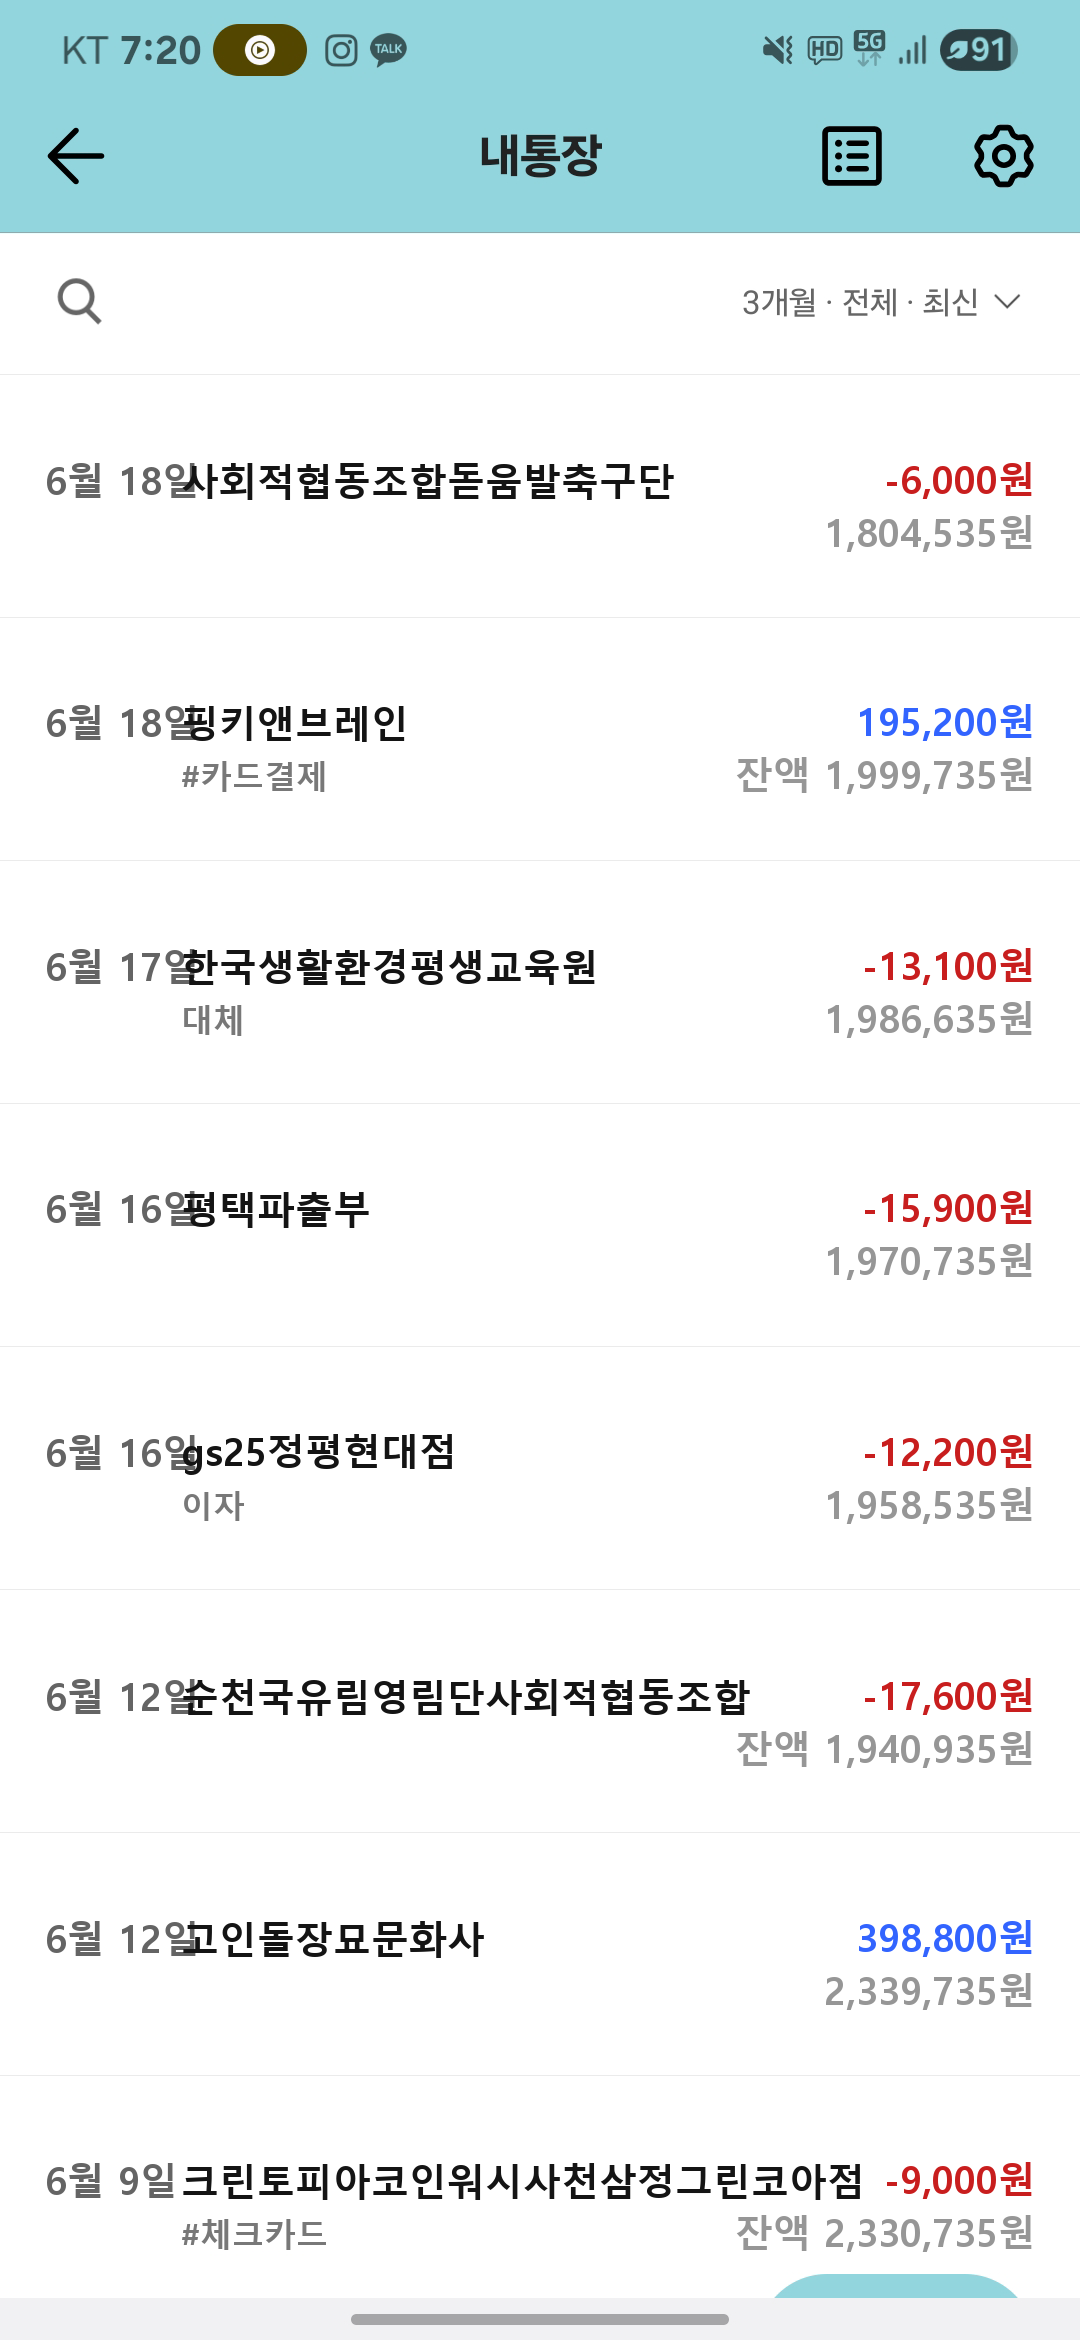 KT 7:20 TALK HD 5G 91
내통장
3개월 · 전체 · 최신
6월 18일 사회적협동조합돋움발축구단 -6,000원
1,804,535원
6월 18일 핑키앤브레인 195,200원
#카드결제 잔액 1,999,735원
6월 17일 한국생활환경평생교육원 -13,100원
대체 1,986,635원
6월 16일 평택파출부 -15,900원
1,970,735원
6월 16일 gs25정평현대점 -12,200원
이자 1,958,535원
6월 12일 순천국유림영림단사회적협동조합 -17,600원
잔액 1,940,935원
6월 12일 고인돌장묘문화사 398,800원
2,339,735원
6월 9일 크린토피아코인워시사천삼정그린코아점 -9,000원
#체크카드 잔액 2,330,735원